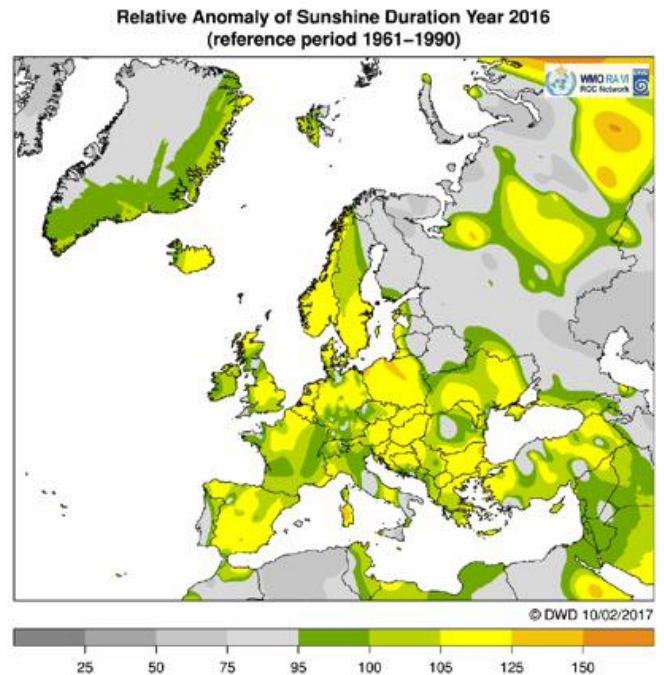 Relative Anomaly of Sunshine Duration Year 2016
(reference period 1961–1990)
WMO RA VI
RCC Network
© DWD 10/02/2017
25 50 75 95 100 105 125 150